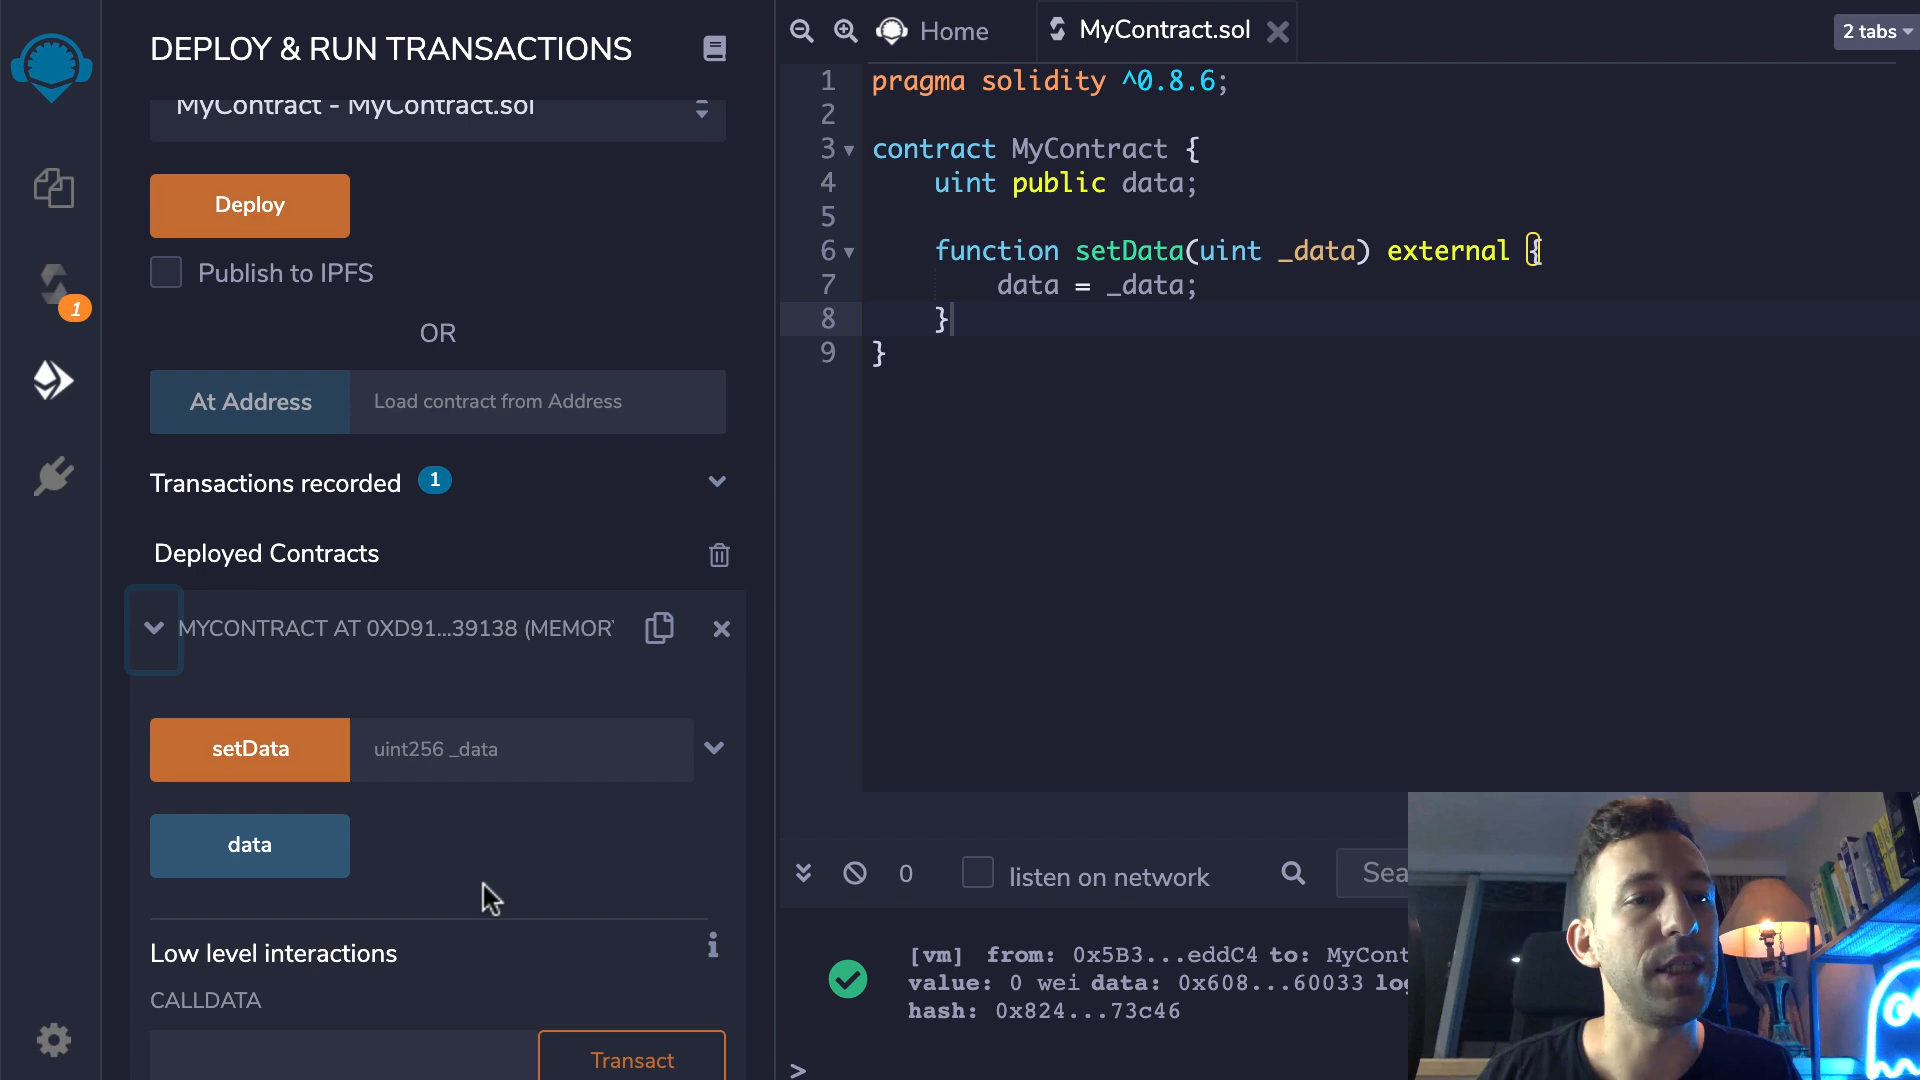 DEPLOY & RUN TRANSACTIONS
MyContract - MyContract.sol
Deploy
Publish to IPFS
OR
At Address Load contract from Address
Transactions recorded 1
Deployed Contracts
MYCONTRACT AT 0XD91...39138 (MEMORY
setData uint256 _data
data
Low level interactions
i
CALLDATA
Transact
1
Home
MyContract.sol
2 tabs
1 pragma solidity ^0.8.6;
2
3 contract MyContract {
4 uint public data;
5
6 function setData(uint _data) external {
7 data = _data;
8 }
9 }
0 listen on network Sea
[vm] from: 0x5B3...eddC4 to: MyCont
value: 0 wei data: 0x608...60033 log
hash: 0x824...73c46
>